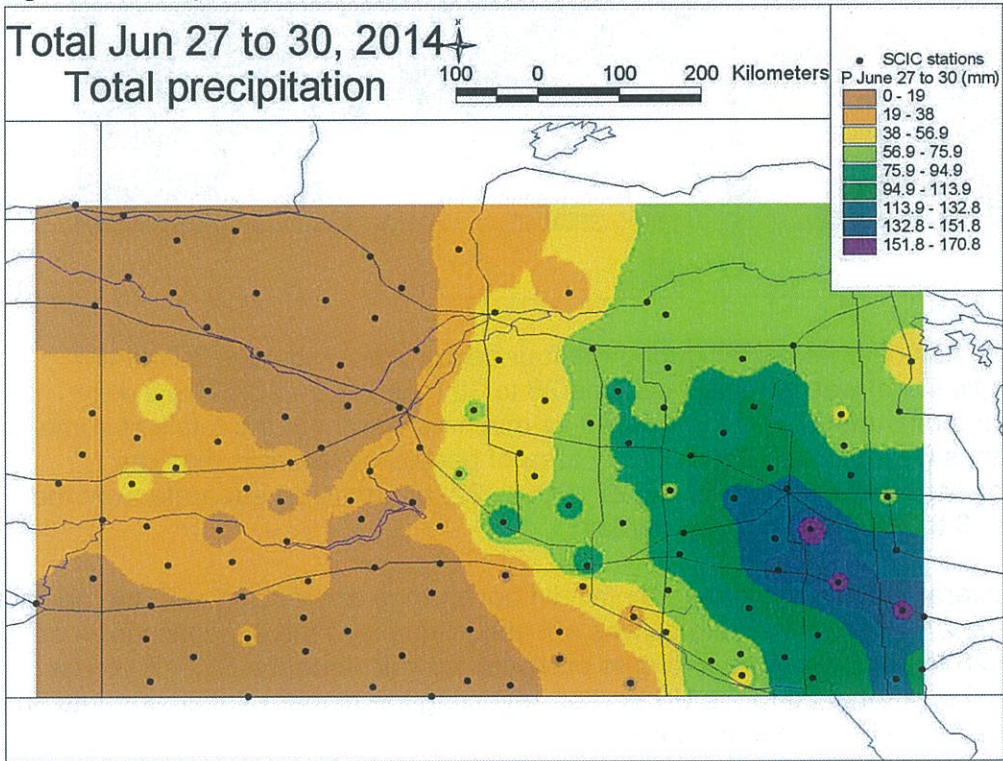 Total Jun 27 to 30, 2014
Total precipitation
N
100 0 100 200 Kilometers
SCIC stations
P June 27 to 30 (mm)
0 - 19
19 - 38
38 - 56.9
56.9 - 75.9
75.9 - 94.9
94.9 - 113.9
113.9 - 132.8
132.8 - 151.8
151.8 - 170.8